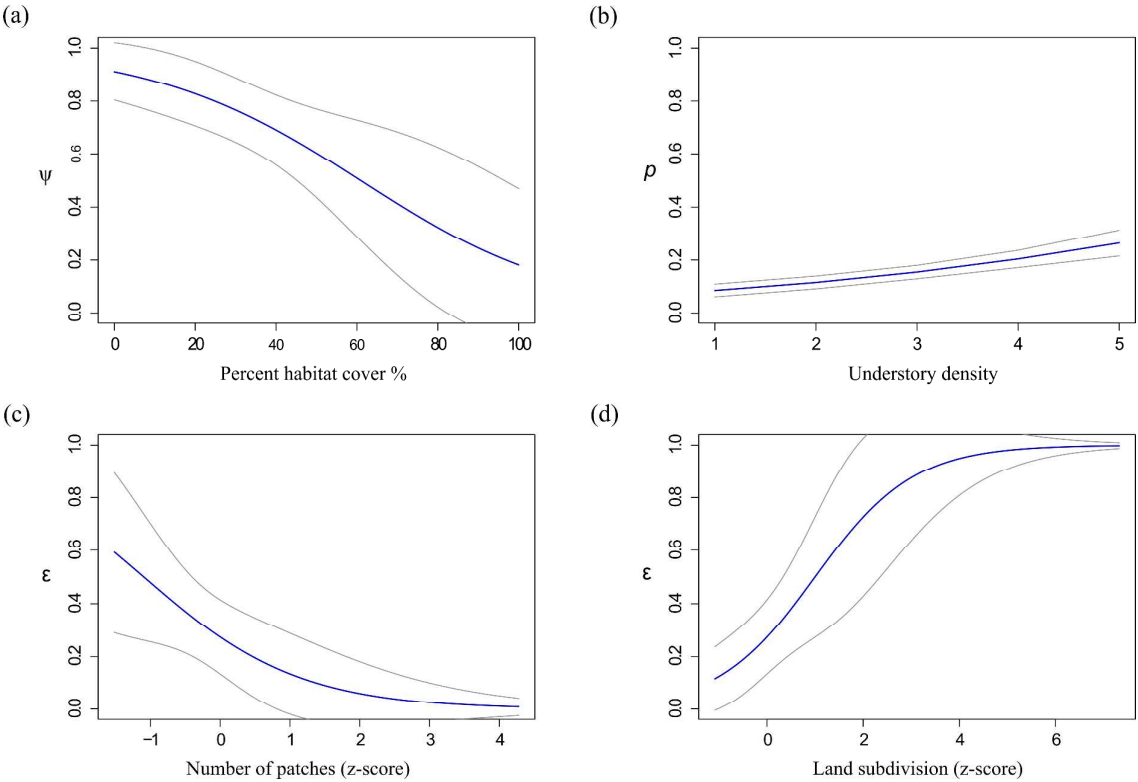 (a)
1.0
0.8
0.6
0.4
0.2
0.0
ψ
0 20 40 60 80 100
Percent habitat cover %
(b)
1.0
0.8
0.6
0.4
0.2
0.0
p
1 2 3 4 5
Understory density
(c)
1.0
0.8
0.6
0.4
0.2
0.0
ε
−1 0 1 2 3 4
Number of patches (z-score)
(d)
1.0
0.8
0.6
0.4
0.2
0.0
ε
0 2 4 6
Land subdivision (z-score)